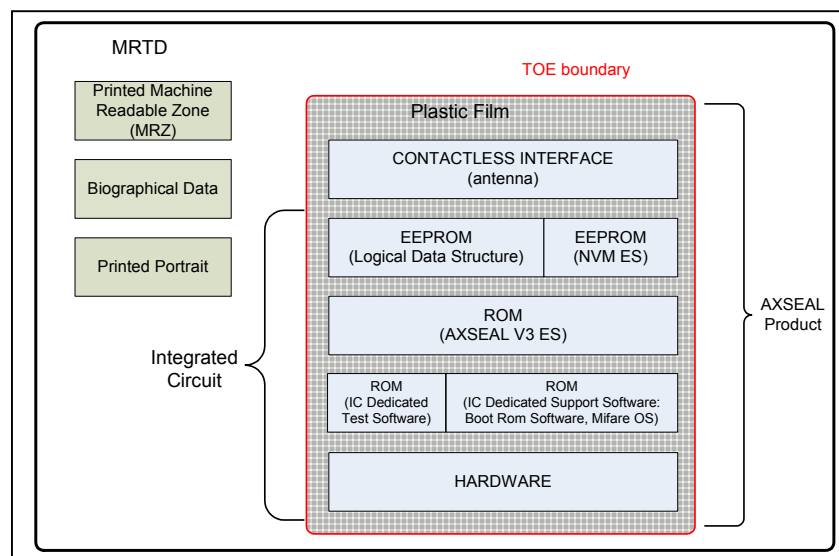 MRTD
TOE boundary
Printed Machine
Readable Zone
(MRZ)
Biographical Data
Printed Portrait
Plastic Film
CONTACTLESS INTERFACE
(antenna)
EEPROM
(Logical Data Structure)
EEPROM
(NVM ES)
ROM
(AXSEAL V3 ES)
Integrated
Circuit
ROM
(IC Dedicated
Test Software)
ROM
(IC Dedicated Support Software:
Boot Rom Software, Mifare OS)
HARDWARE
AXSEAL
Product